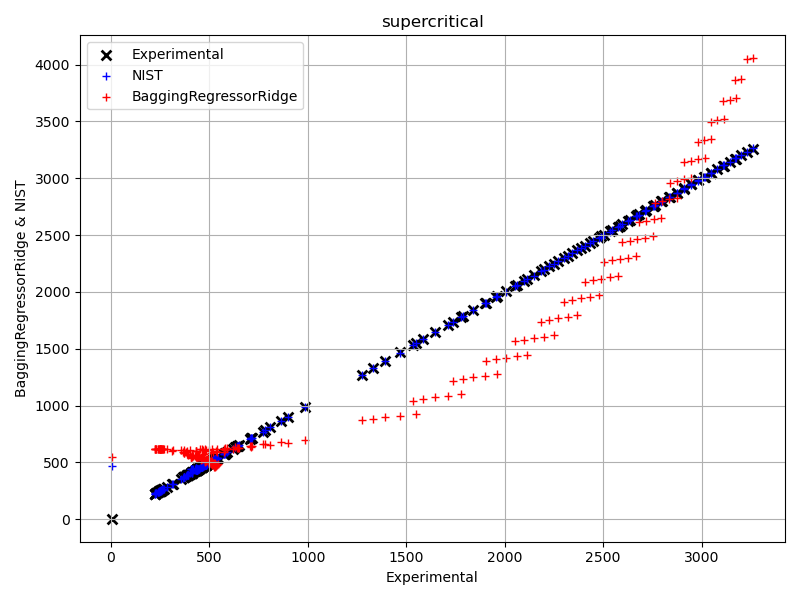 supercritical
Experimental
NIST
BaggingRegressorRidge
BaggingRegressorRidge & NIST
4000
3500
3000
2500
2000
1500
1000
500
0
0 500 1000 1500 2000 2500 3000
Experimental